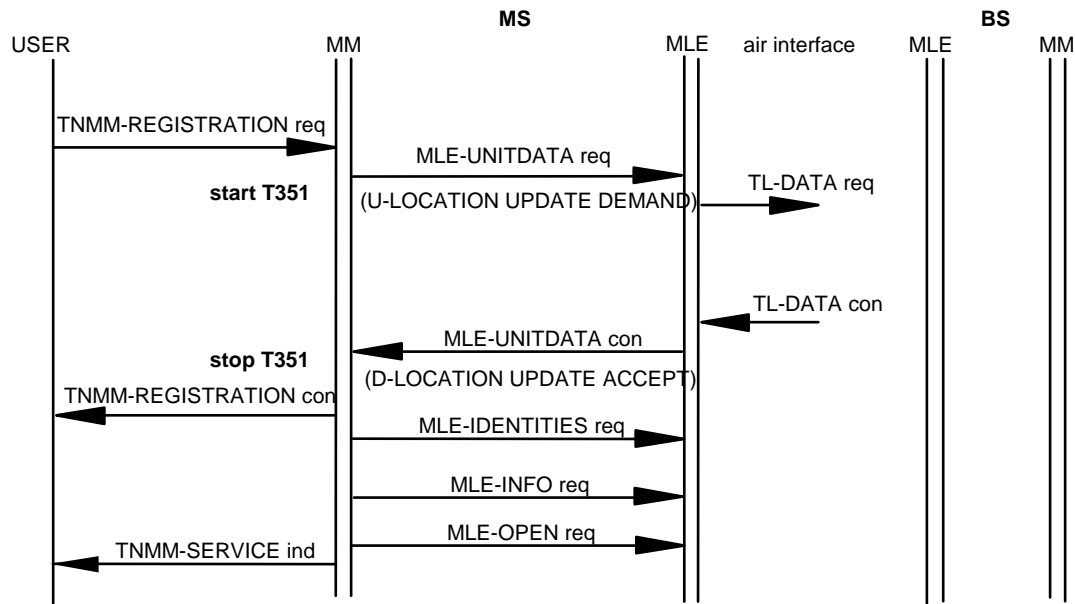 MS
BS
USER
MM
MLE
air interface
MLE
MM
TNMM-REGISTRATION req
MLE-UNITDATA req
start T351
(U-LOCATION UPDATE DEMAND)
TL-DATA req
TL-DATA con
MLE-UNITDATA con
stop T351
(D-LOCATION UPDATE ACCEPT)
TNMM-REGISTRATION con
MLE-IDENTITIES req
MLE-INFO req
MLE-OPEN req
TNMM-SERVICE ind